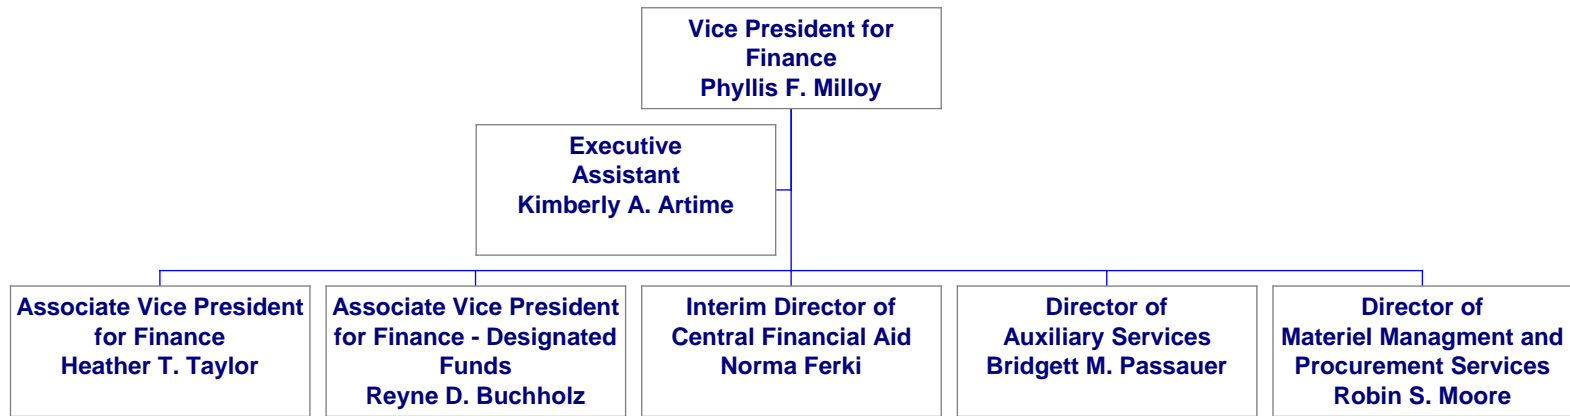 Vice President for
Finance
Phyllis F. Milloy
Executive
Assistant
Kimberly A. Artime
Associate Vice President
for Finance
Heather T. Taylor
Associate Vice President
for Finance - Designated
Funds
Reyne D. Buchholz
Interim Director of
Central Financial Aid
Norma Ferki
Director of
Auxiliary Services
Bridgett M. Passauer
Director of
Materiel Managment and
Procurement Services
Robin S. Moore